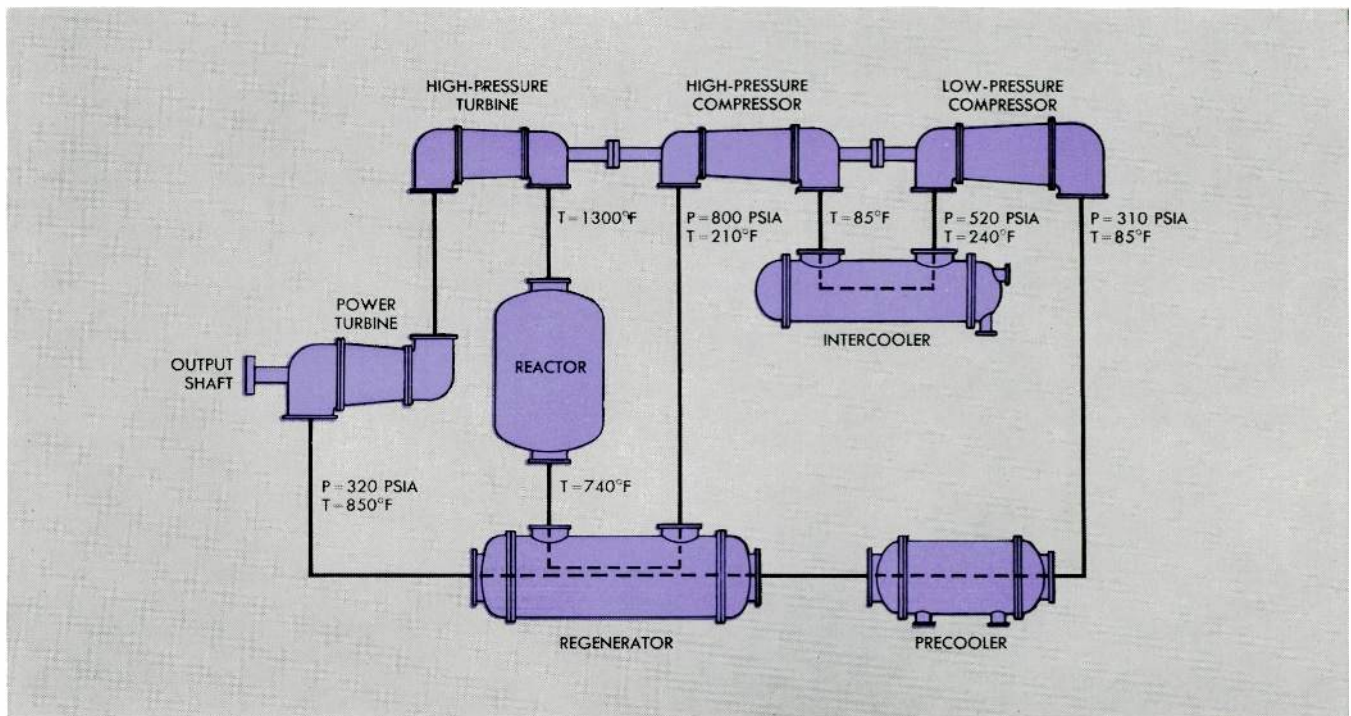 HIGH-PRESSURE
TURBINE
HIGH-PRESSURE
COMPRESSOR
LOW-PRESSURE
COMPRESSOR
T=1300°F
P=800 PSIA
T=210°F
T=85°F
P=520 PSIA
T=240°F
P=310 PSIA
T=85°F
POWER
TURBINE
OUTPUT
SHAFT
REACTOR
INTERCOOLER
P=320 PSIA
T=850°F
T=740°F
REGENERATOR
PRECOOLER